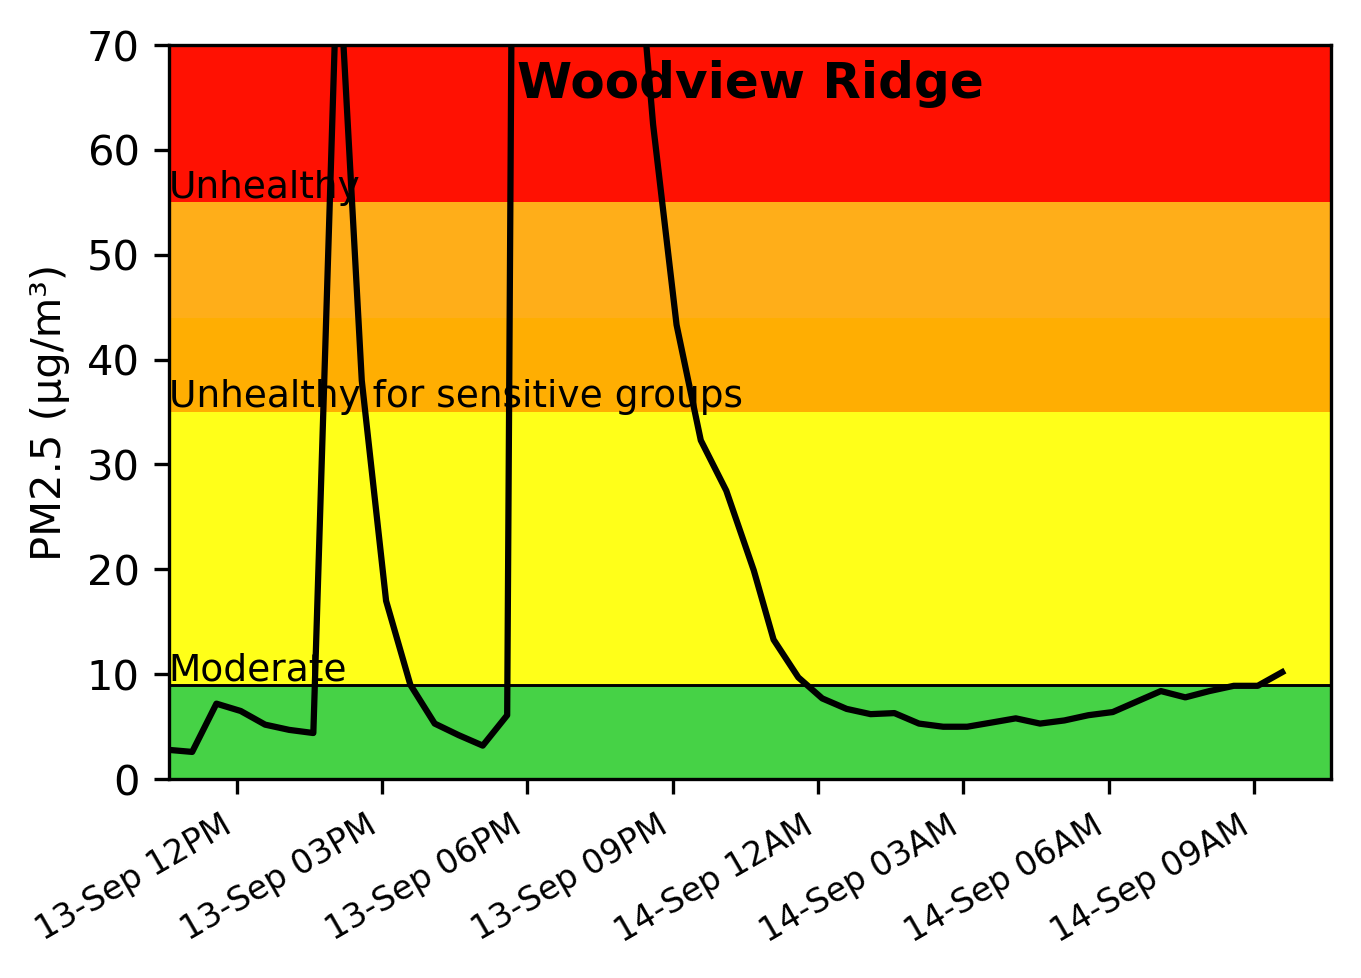 Woodview Ridge
PM2.5 (µg/m³)
70
60
50
40
30
20
10
0
Unhealthy
Unhealthy for sensitive groups
Moderate
13-Sep 12PM
13-Sep 03PM
13-Sep 06PM
13-Sep 09PM
14-Sep 12AM
14-Sep 03AM
14-Sep 06AM
14-Sep 09AM